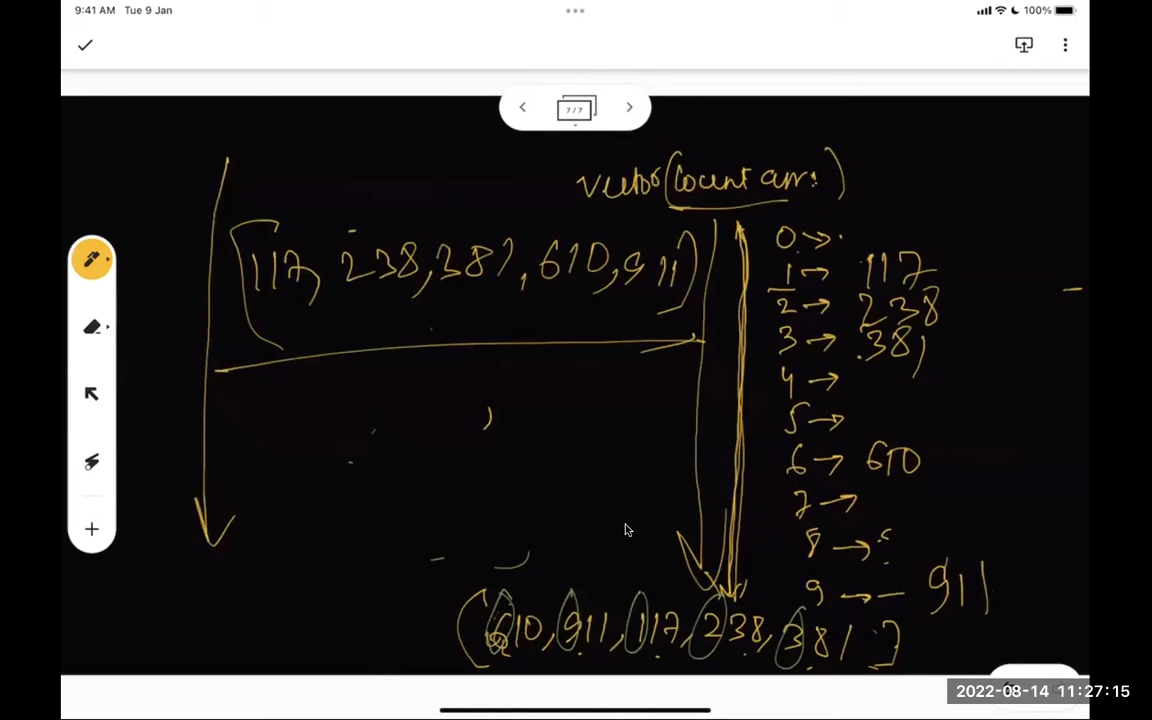 9:41 AM Tue 9 Jan
100%
7/7
vector (count arr:)
[117, 238, 381, 610, 911]
0 →
1 → 117
2 → 238
3 → 381
4 →
5 →
6 → 610
7 →
8 →
9 → 911
[610, 911, 117, 238, 381]
2022-08-14 11:27:15